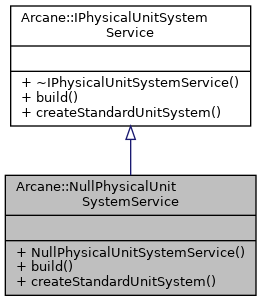 Arcane::IPhysicalUnitSystem
Service
+ ~IPhysicalUnitSystemService()
+ build()
+ createStandardUnitSystem()
Arcane::NullPhysicalUnit
SystemService
+ NullPhysicalUnitSystemService()
+ build()
+ createStandardUnitSystem()